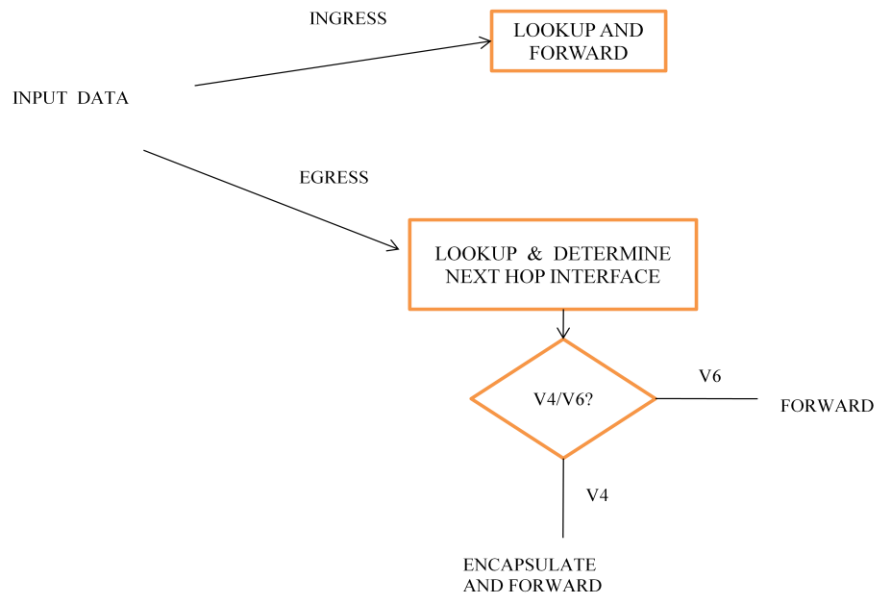 INGRESS
LOOKUP AND
FORWARD
INPUT DATA
EGRESS
LOOKUP & DETERMINE
NEXT HOP INTERFACE
V4/V6?
V6
FORWARD
V4
ENCAPSULATE
AND FORWARD